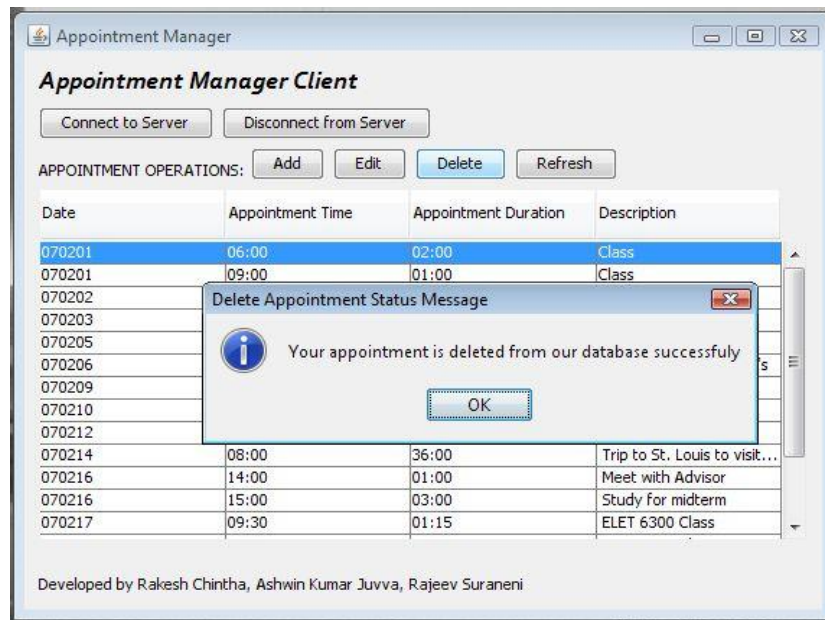 Appointment Manager
Appointment Manager Client
Connect to Server Disconnect from Server
APPOINTMENT OPERATIONS: Add Edit Delete Refresh
Date Appointment Time Appointment Duration Description
070201 06:00 02:00 Class
070201 09:00 01:00 Class
070202
070203
070205
070206 's
070209
070210
070212
Delete Appointment Status Message
Your appointment is deleted from our database successfuly
OK
070214 08:00 36:00 Trip to St. Louis to visit...
070216 14:00 01:00 Meet with Advisor
070216 15:00 03:00 Study for midterm
070217 09:30 01:15 ELET 6300 Class
Developed by Rakesh Chintha, Ashwin Kumar Juvva, Rajeev Suraneni